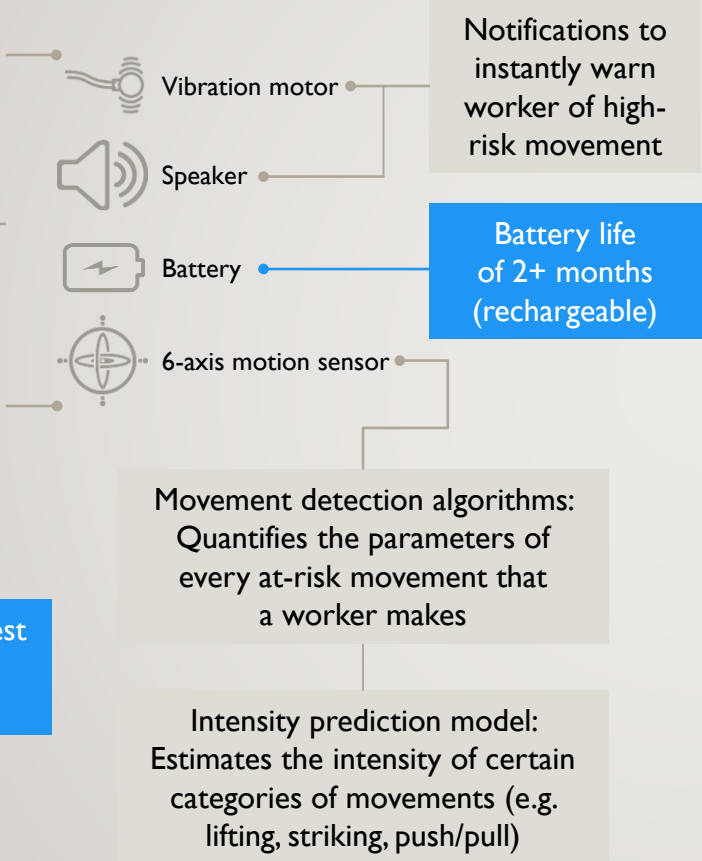 Notifications to
instantly warn
worker of high-
risk movement
Vibration motor
Speaker
Battery
Battery life
of 2+ months
(rechargeable)
6-axis motion sensor
Movement detection algorithms:
Quantifies the parameters of
every at-risk movement that
a worker makes
Intensity prediction model:
Estimates the intensity of certain
categories of movements (e.g.
lifting, striking, push/pull)